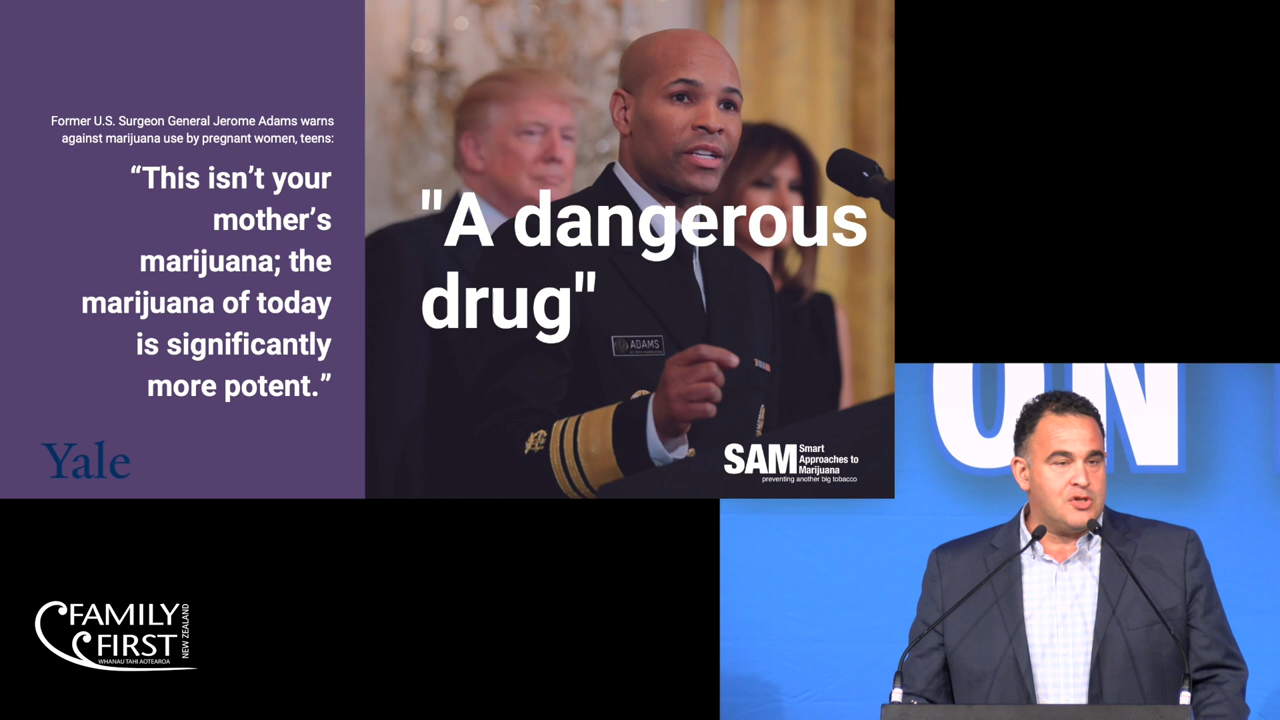 Former U.S. Surgeon General Jerome Adams warns
against marijuana use by pregnant women, teens:
“This isn’t your
mother’s
marijuana; the
marijuana of today
is significantly
more potent.”
Yale
"A dangerous
drug"
ADAMS
SAM Smart
Approaches to
Marijuana
preventing another big tobacco
ON
FAMILY
FIRST
NEW ZEALAND
WHANAU TAHI AOTEAROA